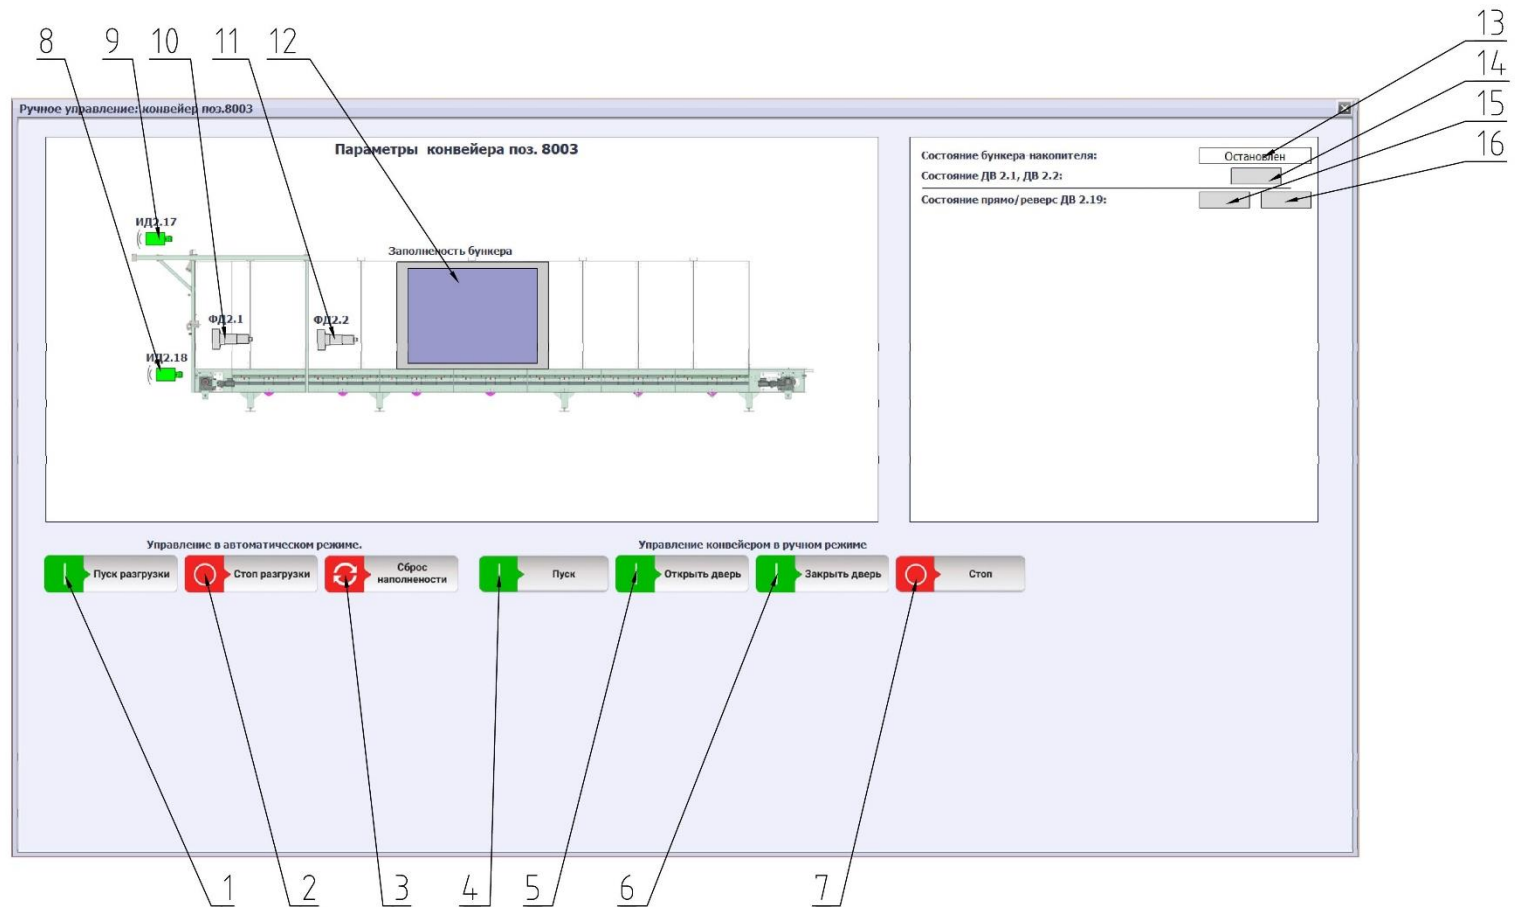 8 9 10 11 12 13
14
15
16
Ручное управление: конвейер поз.8003
Параметры конвейера поз. 8003
Состояние бункера накопителя: Остановлен
Состояние ДВ 2.1, ДВ 2.2:
Состояние прямо/реверс ДВ 2.19:
ИД2.17
Заполненость бункера
ФД2.1 ФД2.2
ИД2.18
Управление в автоматическом режиме. Управление конвейером в ручном режиме
Пуск разгрузки Стоп разгрузки Сброс
наполнености
Пуск Открыть дверь Закрыть дверь Стоп
1 2 3 4 5 6 7